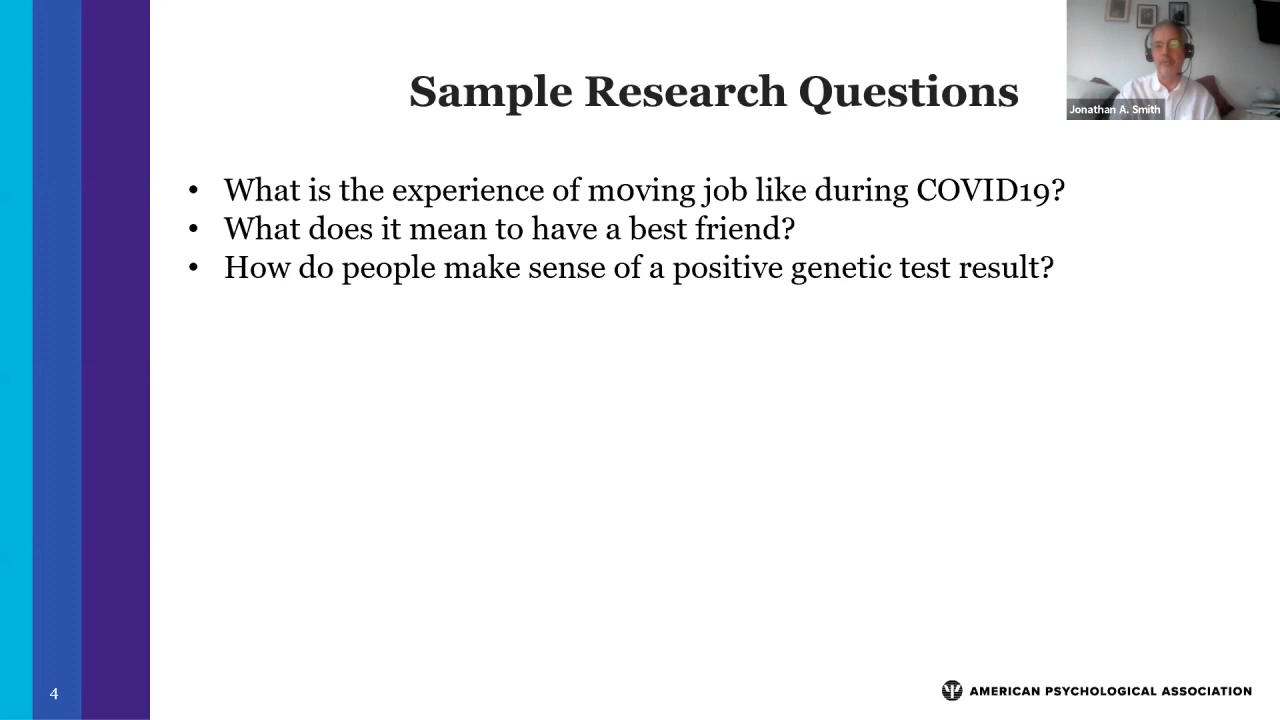 Sample Research Questions
Jonathan A. Smith
• What is the experience of moving job like during COVID19?
• What does it mean to have a best friend?
• How do people make sense of a positive genetic test result?
4
AMERICAN PSYCHOLOGICAL ASSOCIATION